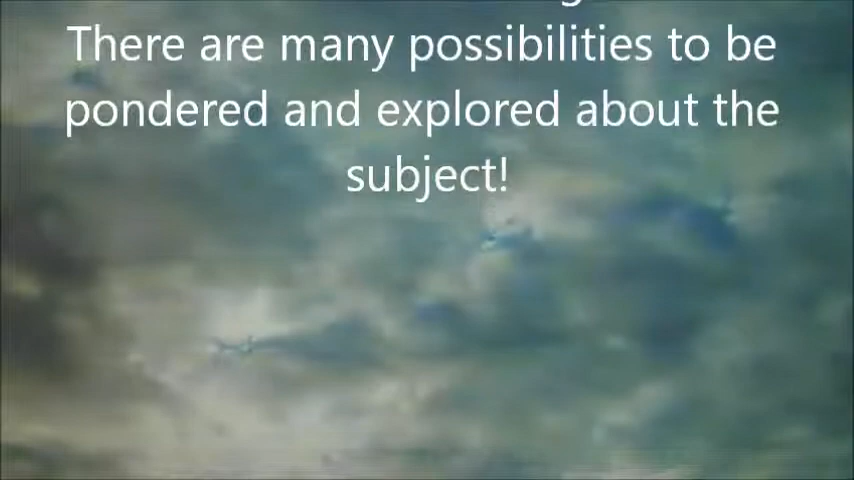 There are many possibilities to be
pondered and explored about the
subject!